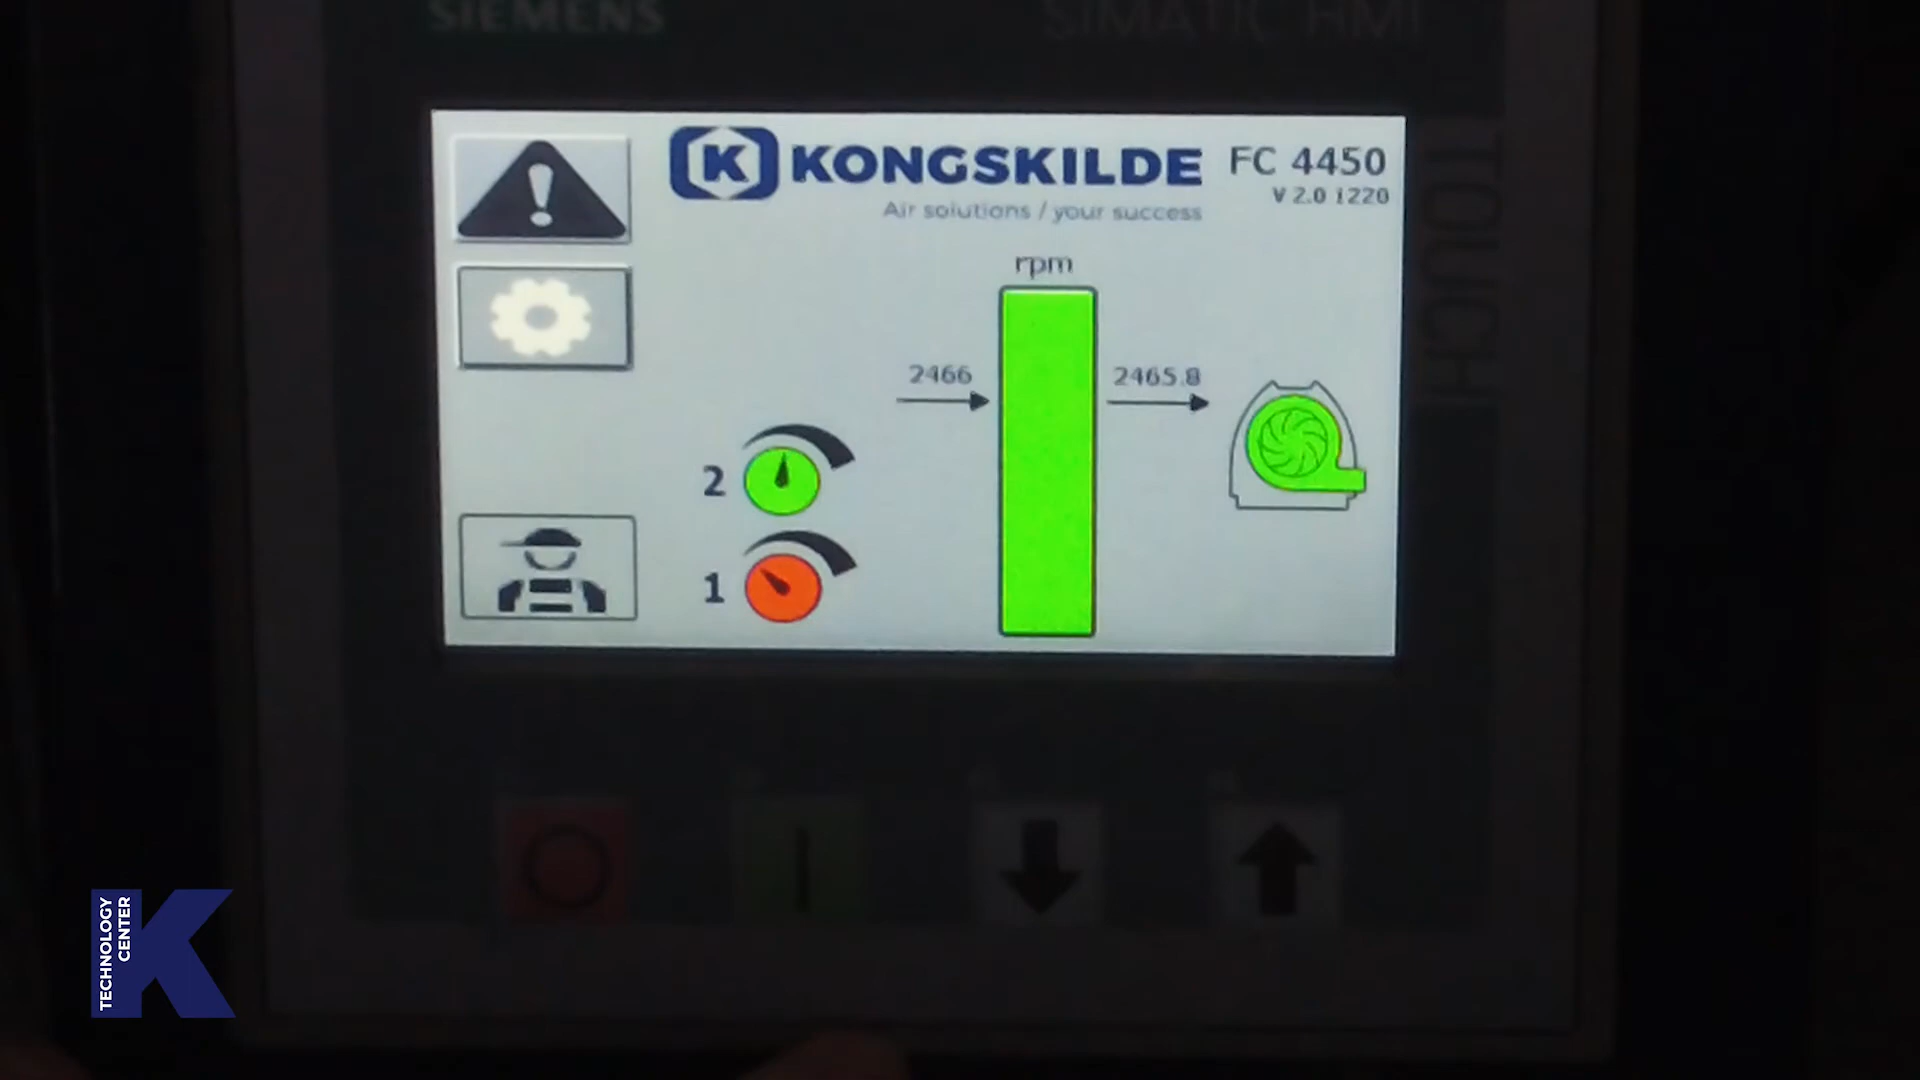 SIEMENS
SIMATIC HMI
TOUCH
K KONGSKILDE
FC 4450
V 2.0 1220
Air solutions / your success
rpm
2466
2465.8
2
1
TECHNOLOGY
CENTER
K